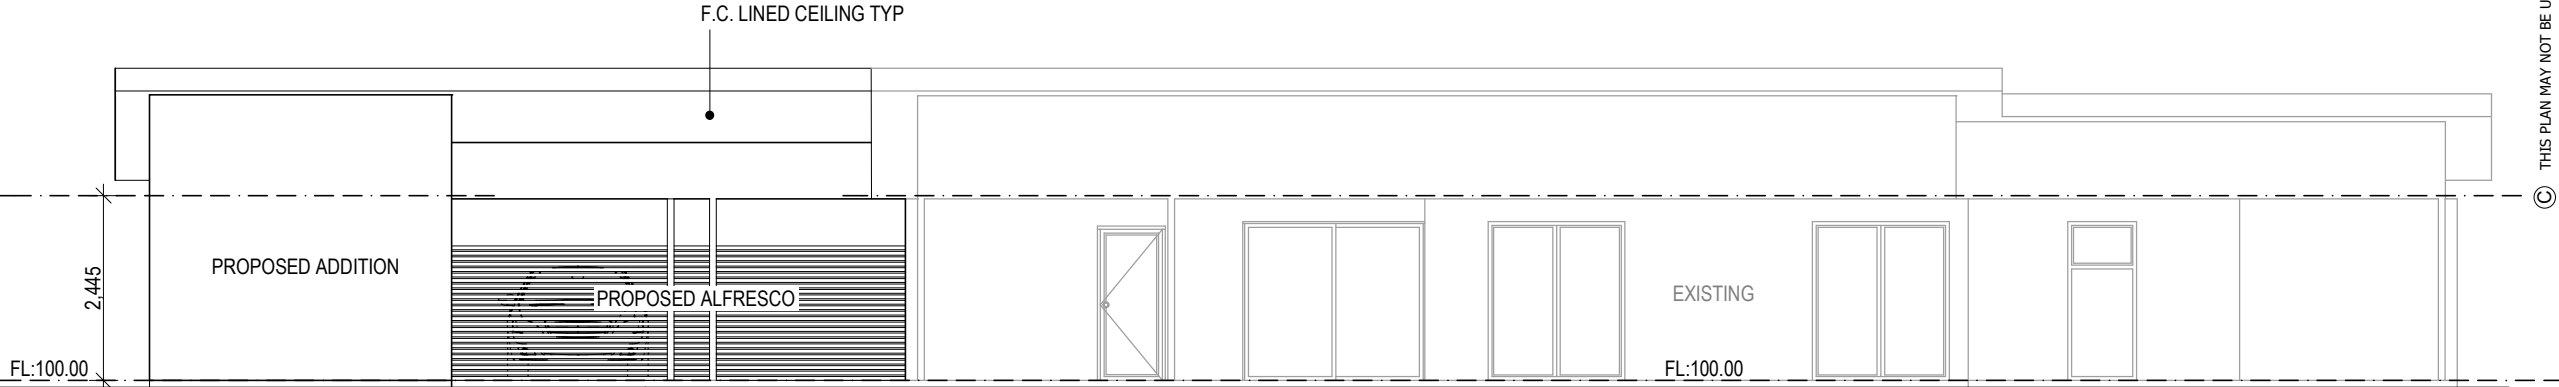 F.C. LINED CEILING TYP
PROPOSED ADDITION
PROPOSED ALFRESCO
EXISTING
2,445
FL:100.00
FL:100.00
© THIS PLAN MAY NOT BE